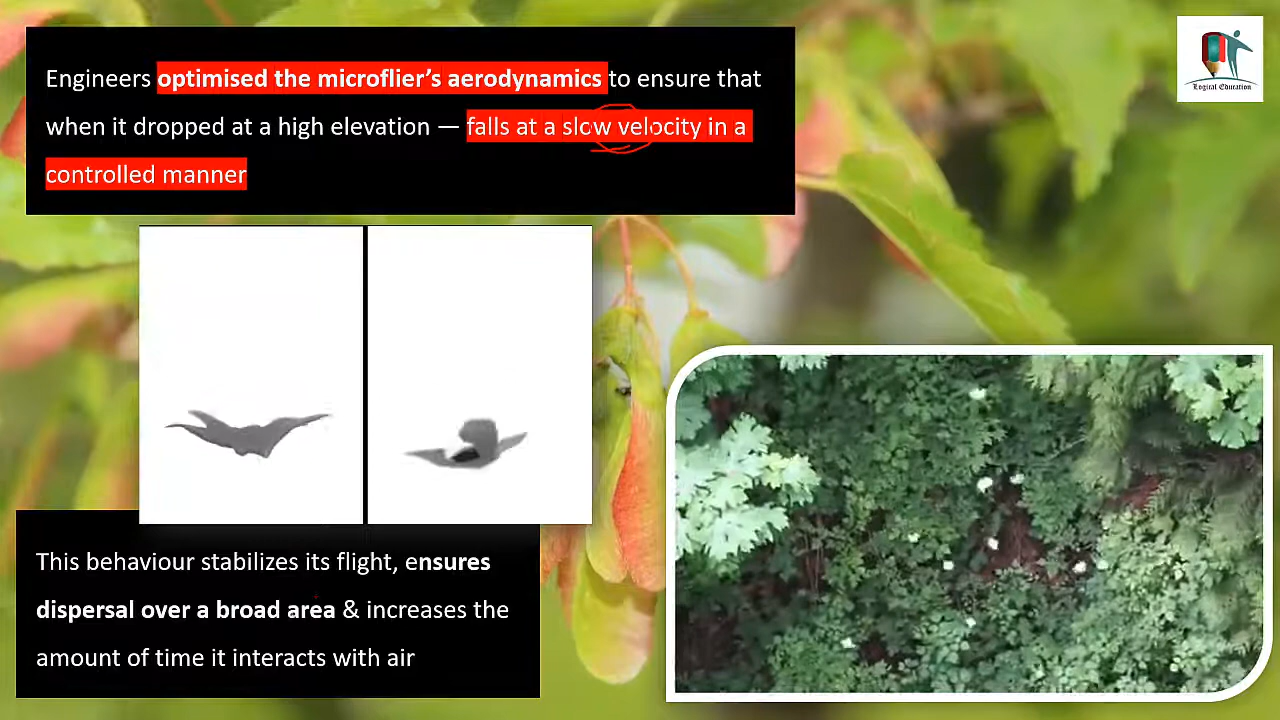 Logical Education
Engineers optimised the microflier’s aerodynamics to ensure that
when it dropped at a high elevation — falls at a slow velocity in a
controlled manner
This behaviour stabilizes its flight, ensures
dispersal over a broad area & increases the
amount of time it interacts with air